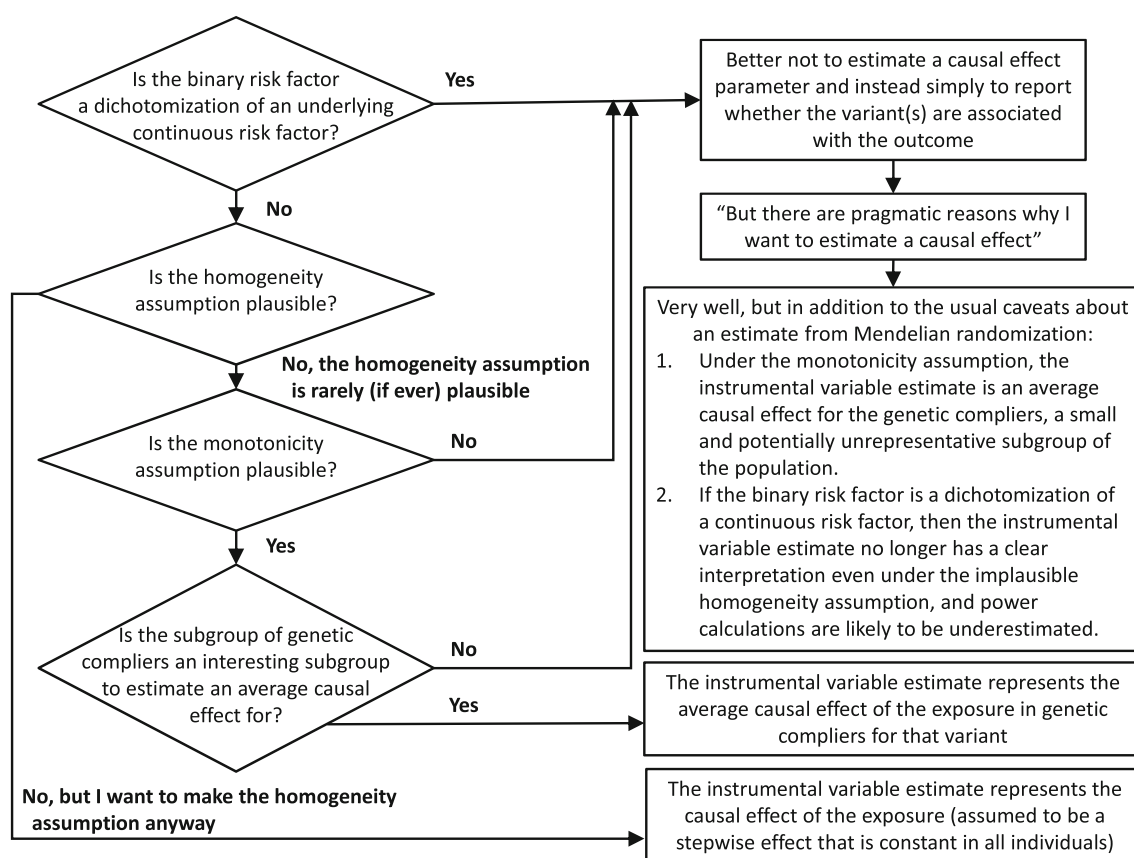 Is the binary risk factor
a dichotomization of an underlying
continuous risk factor?
Yes
Better not to estimate a causal effect
parameter and instead simply to report
whether the variant(s) are associated
with the outcome
No
“But there are pragmatic reasons why I
want to estimate a causal effect”
Is the homogeneity
assumption plausible?
Very well, but in addition to the usual caveats about
an estimate from Mendelian randomization:
1. Under the monotonicity assumption, the
instrumental variable estimate is an average
causal effect for the genetic compliers, a small
and potentially unrepresentative subgroup of
the population.
2. If the binary risk factor is a dichotomization of
a continuous risk factor, then the instrumental
variable estimate no longer has a clear
interpretation even under the implausible
homogeneity assumption, and power
calculations are likely to be underestimated.
No, the homogeneity assumption
is rarely (if ever) plausible
Is the monotonicity
assumption plausible?
No
Yes
Is the subgroup of genetic
compliers an interesting subgroup
to estimate an average causal
effect for?
No
Yes
The instrumental variable estimate represents the
average causal effect of the exposure in genetic
compliers for that variant
No, but I want to make the homogeneity
assumption anyway
The instrumental variable estimate represents the
causal effect of the exposure (assumed to be a
stepwise effect that is constant in all individuals)